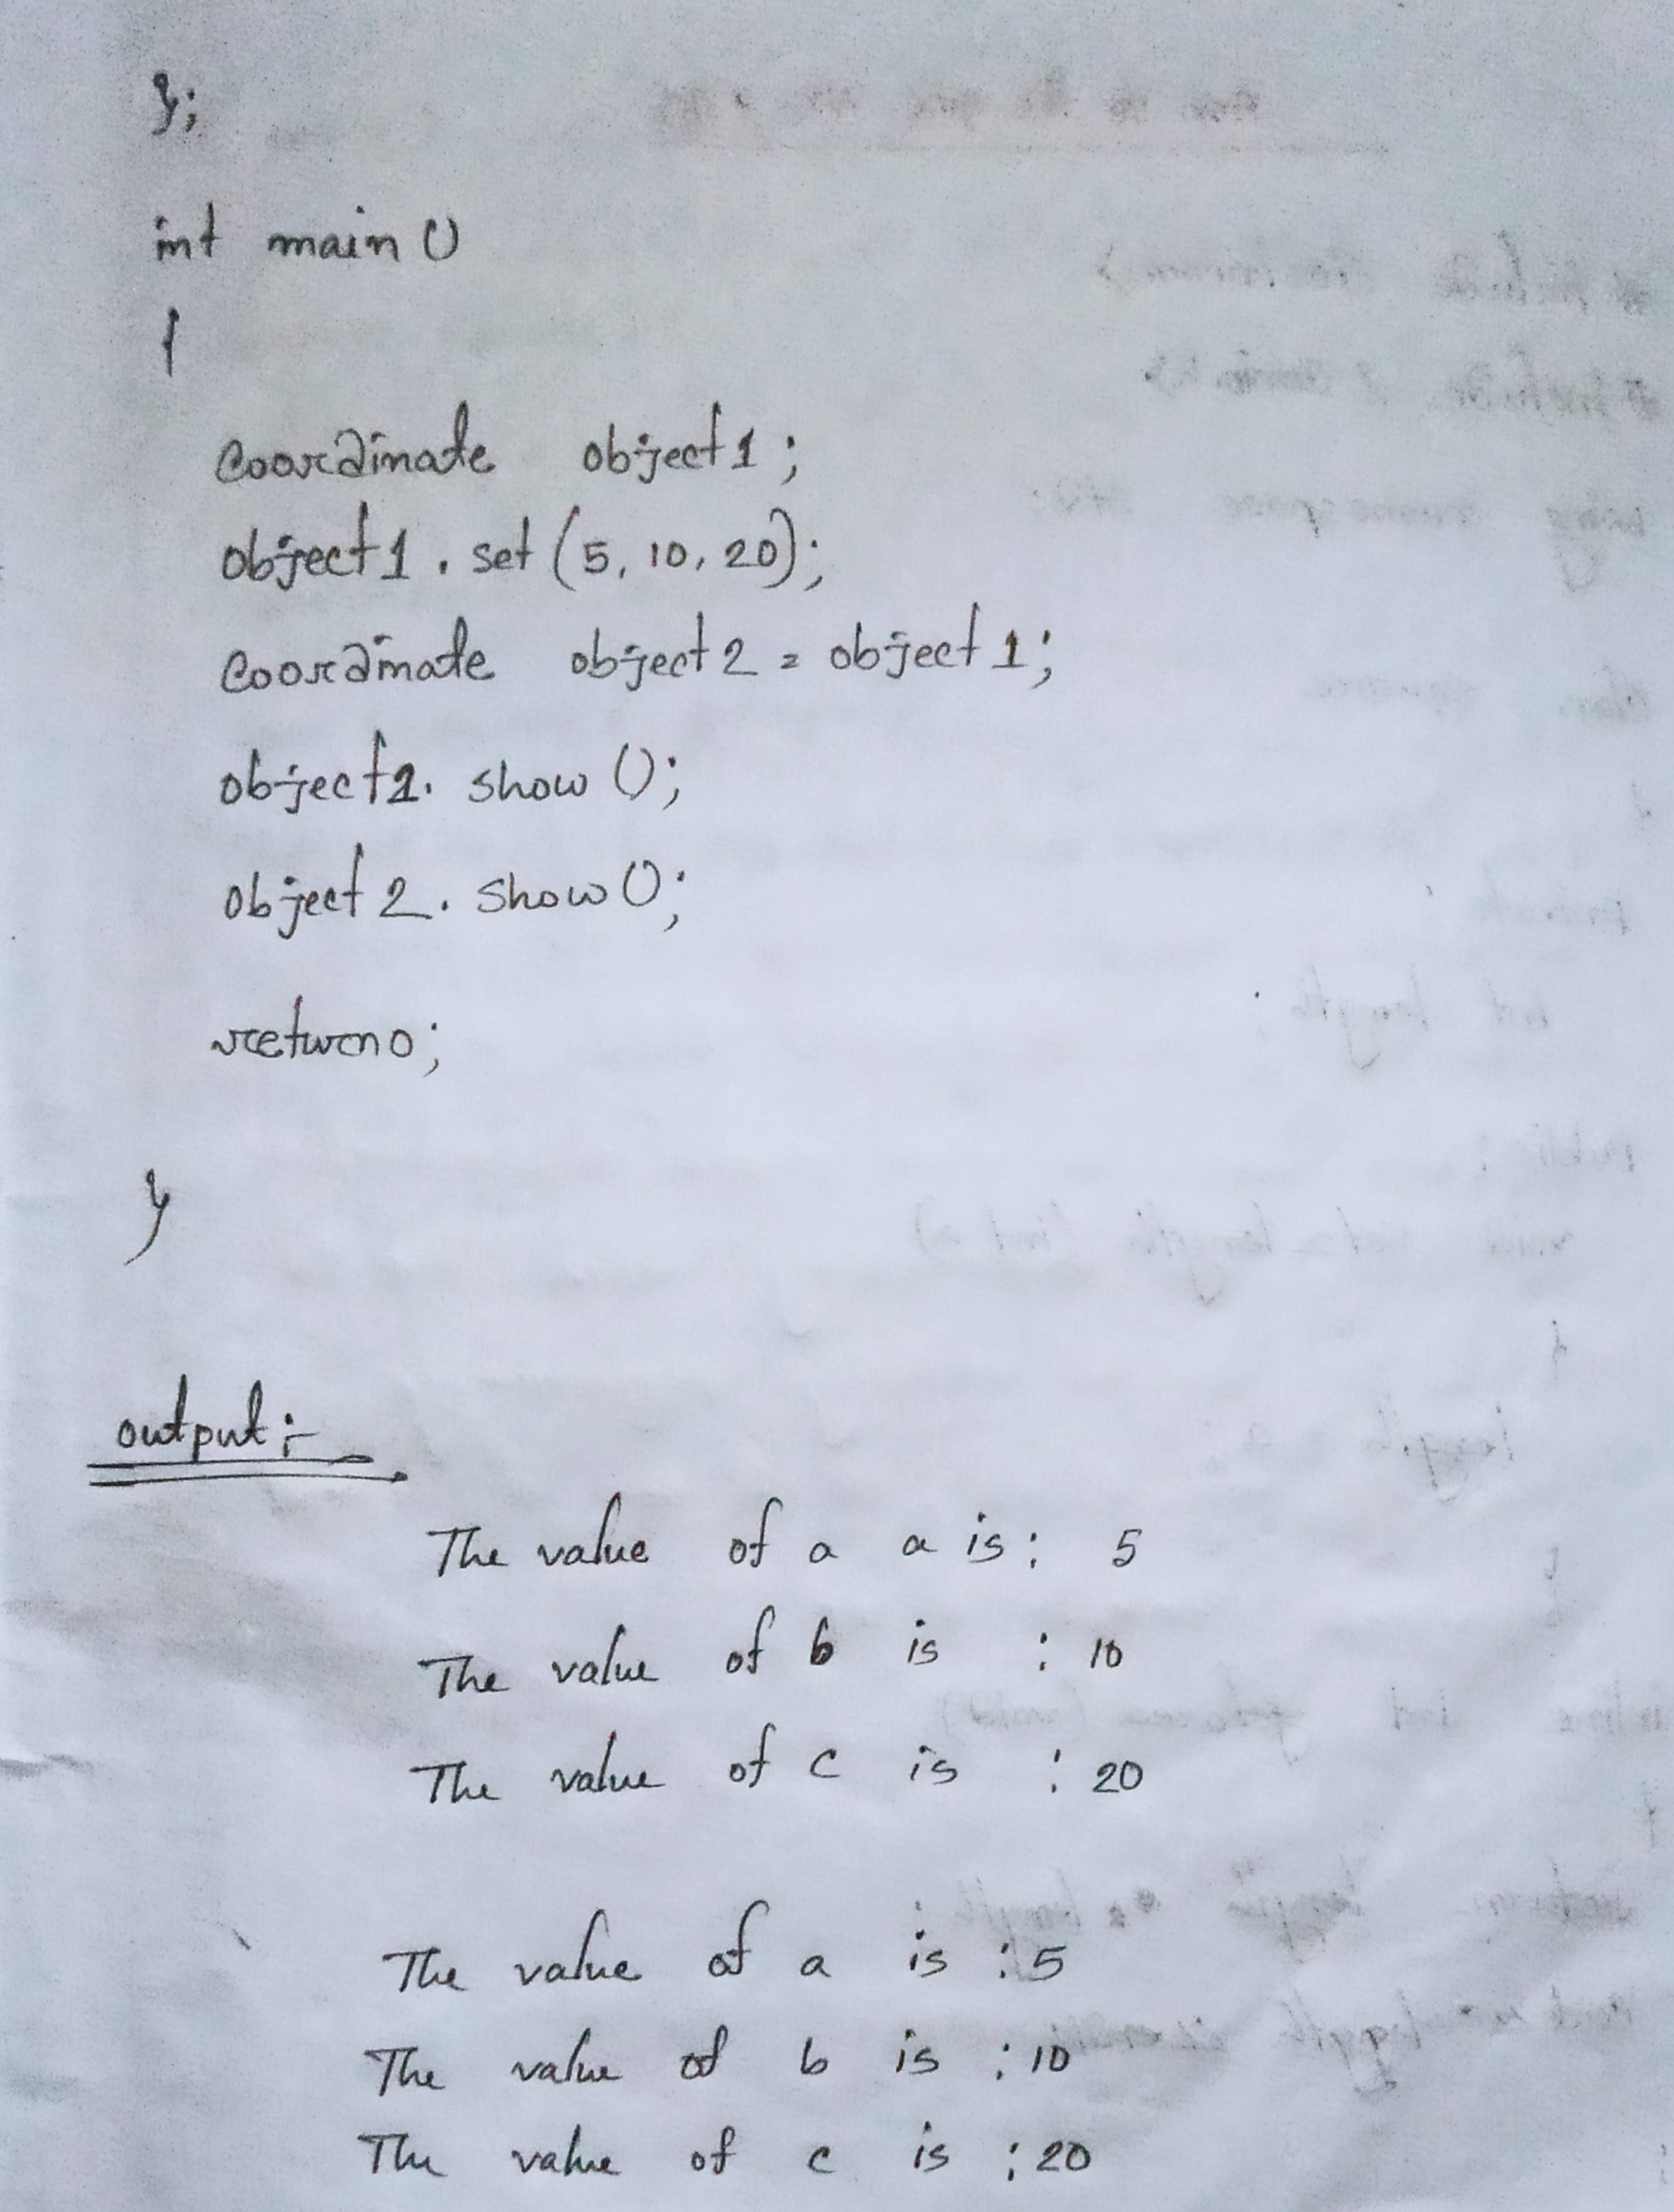 };
int main ()
{
coordinate object1;
object1. set (5, 10, 20);
coordinate object2 = object1;
object1. show ();
object2. show ();
return 0;
}
output:-
The value of a a is: 5
The value of b is : 10
The value of c is : 20
The value of a is : 5
The value of b is : 10
The value of c is : 20